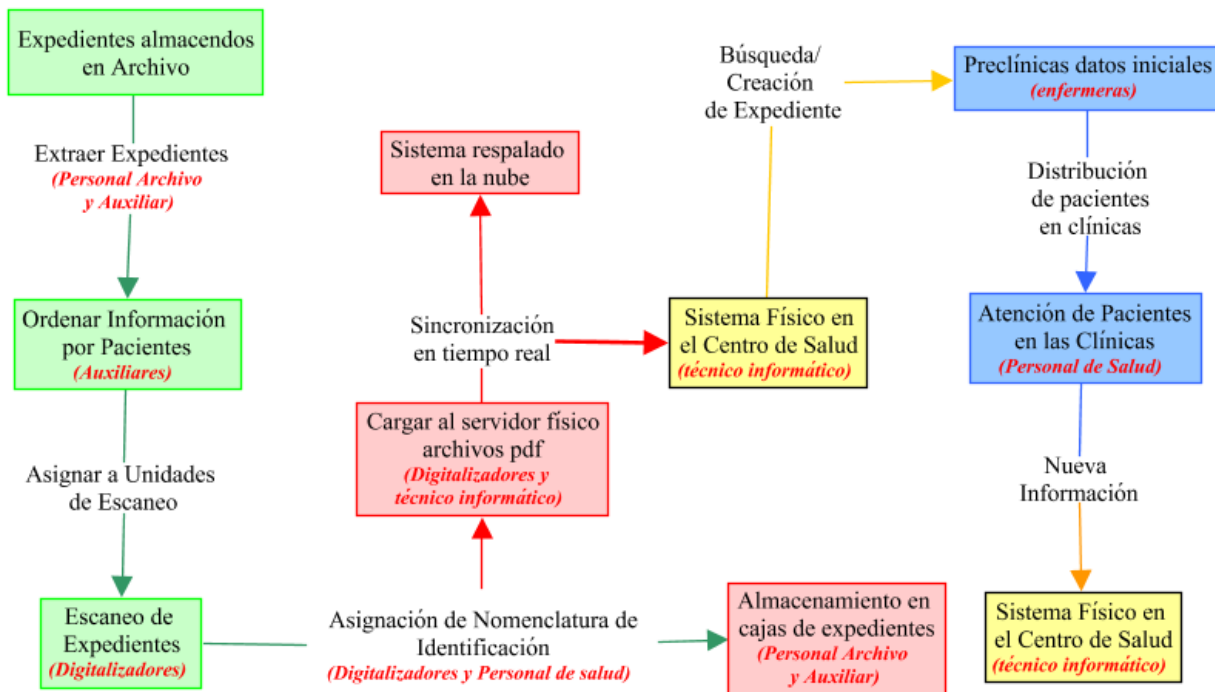 Expedientes almacendos
en Archivo
Extraer Expedientes
(Personal Archivo
y Auxiliar)
Ordenar Información
por Pacientes
(Auxiliares)
Asignar a Unidades
de Escaneo
Escaneo de
Expedientes
(Digitalizadores)
Asignación de Nomenclatura de
Identificación
(Digitalizadores y Personal de salud)
Almacenamiento en
cajas de expedientes
(Personal Archivo
y Auxiliar)
Cargar al servidor físico
archivos pdf
(Digitalizadores y
técnico informático)
Sincronización
en tiempo real
Sistema respalado
en la nube
Sistema Físico en
el Centro de Salud
(técnico informático)
Búsqueda/
Creación
de Expediente
Preclínicas datos iniciales
(enfermeras)
Distribución
de pacientes
en clínicas
Atención de Pacientes
en las Clínicas
(Personal de Salud)
Nueva
Información
Sistema Físico en
el Centro de Salud
(técnico informático)